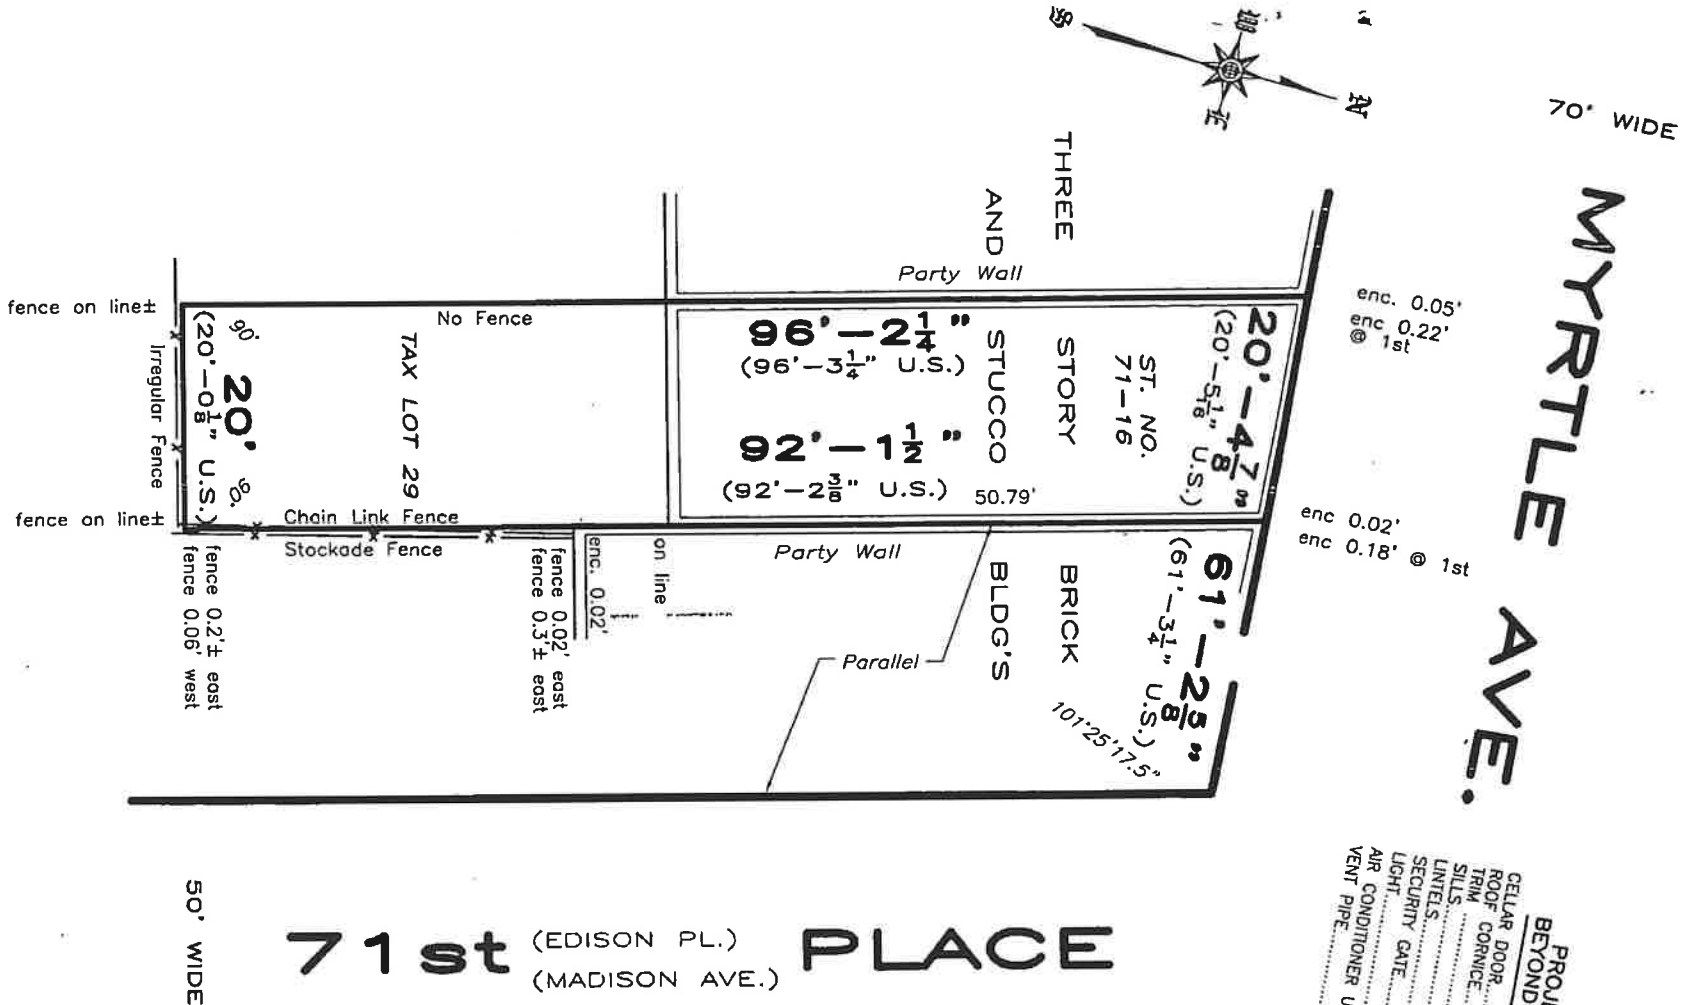 S
W
N
E
70' WIDE
MYRTLE AVE.
THREE
STORY
BRICK
AND
STUCCO
BLDG'S
Party Wall
enc. 0.05'
enc 0.22'
@ 1st
fence on line±
No Fence
Irregular Fence
90°
20'
(20'-0 1/8" U.S.)
90°
TAX LOT 29
96'-2 1/4"
(96'-3 1/4" U.S.)
92'-1 1/2"
(92'-2 3/8" U.S.)
50.79'
ST. NO.
71-16
20'-4 7/8"
(20'-5 1/16" U.S.)
fence on line±
Chain Link Fence
Stockade Fence
Party Wall
enc 0.02'
enc 0.18' @ 1st
fence 0.2'± east
fence 0.06' west
fence 0.02' east
fence 0.3'± east
enc. 0.02'
on line
61'-2 5/8"
(61'-3 1/4" U.S.)
Parallel
101°25'17.5"
50' WIDE
71st (EDISON PL.) PLACE
(MADISON AVE.)
BEYOND
CELLAR DOOR
ROOF CORNICE
TRIM
SILLS
LINTELS
SECURITY GATE
LIGHT
AIR CONDITIONER
VENT PIPE